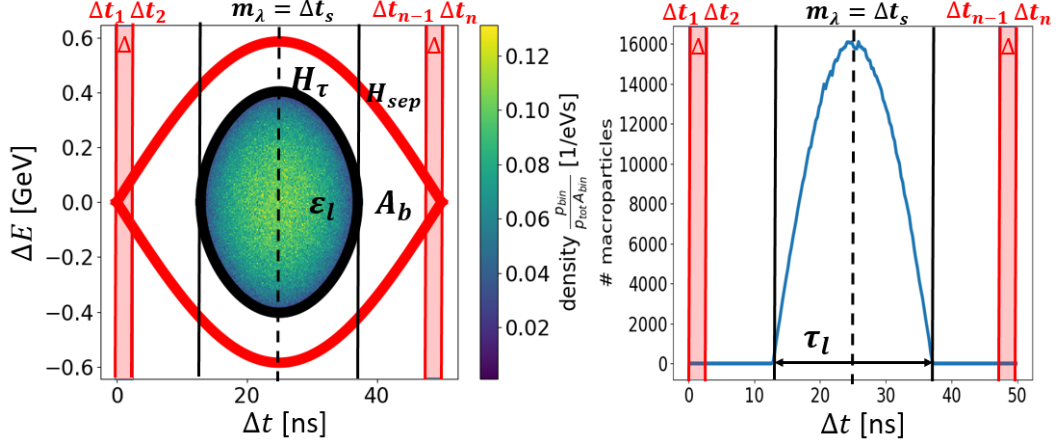 Δt₁ Δt₂
m_λ = Δt_s
Δt_{n-1} Δt_n
Δ
Δ
H_τ
H_sep
ε_l
A_b
0.6
0.4
0.2
0.0
−0.2
−0.4
−0.6
ΔE [GeV]
0
20
40
Δt [ns]
0.12
0.10
0.08
0.06
0.04
0.02
density p_bin / p_tot A_bin [1/eVs]
Δt₁ Δt₂
m_λ = Δt_s
Δt_{n-1} Δt_n
Δ
Δ
τ_l
16000
14000
12000
10000
8000
6000
4000
2000
0
# macroparticles
0
10
20
30
40
50
Δt [ns]